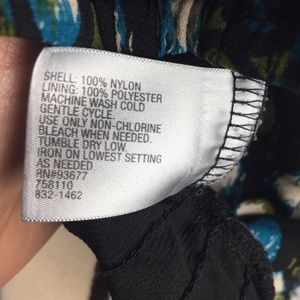 SHELL: 100% NYLON
LINING: 100% POLYESTER
MACHINE WASH COLD
GENTLE CYCLE.
USE ONLY NON-CHLORINE
BLEACH WHEN NEEDED.
TUMBLE DRY LOW.
IRON ON LOWEST SETTING
AS NEEDED
RN#93677
758110
832-1462